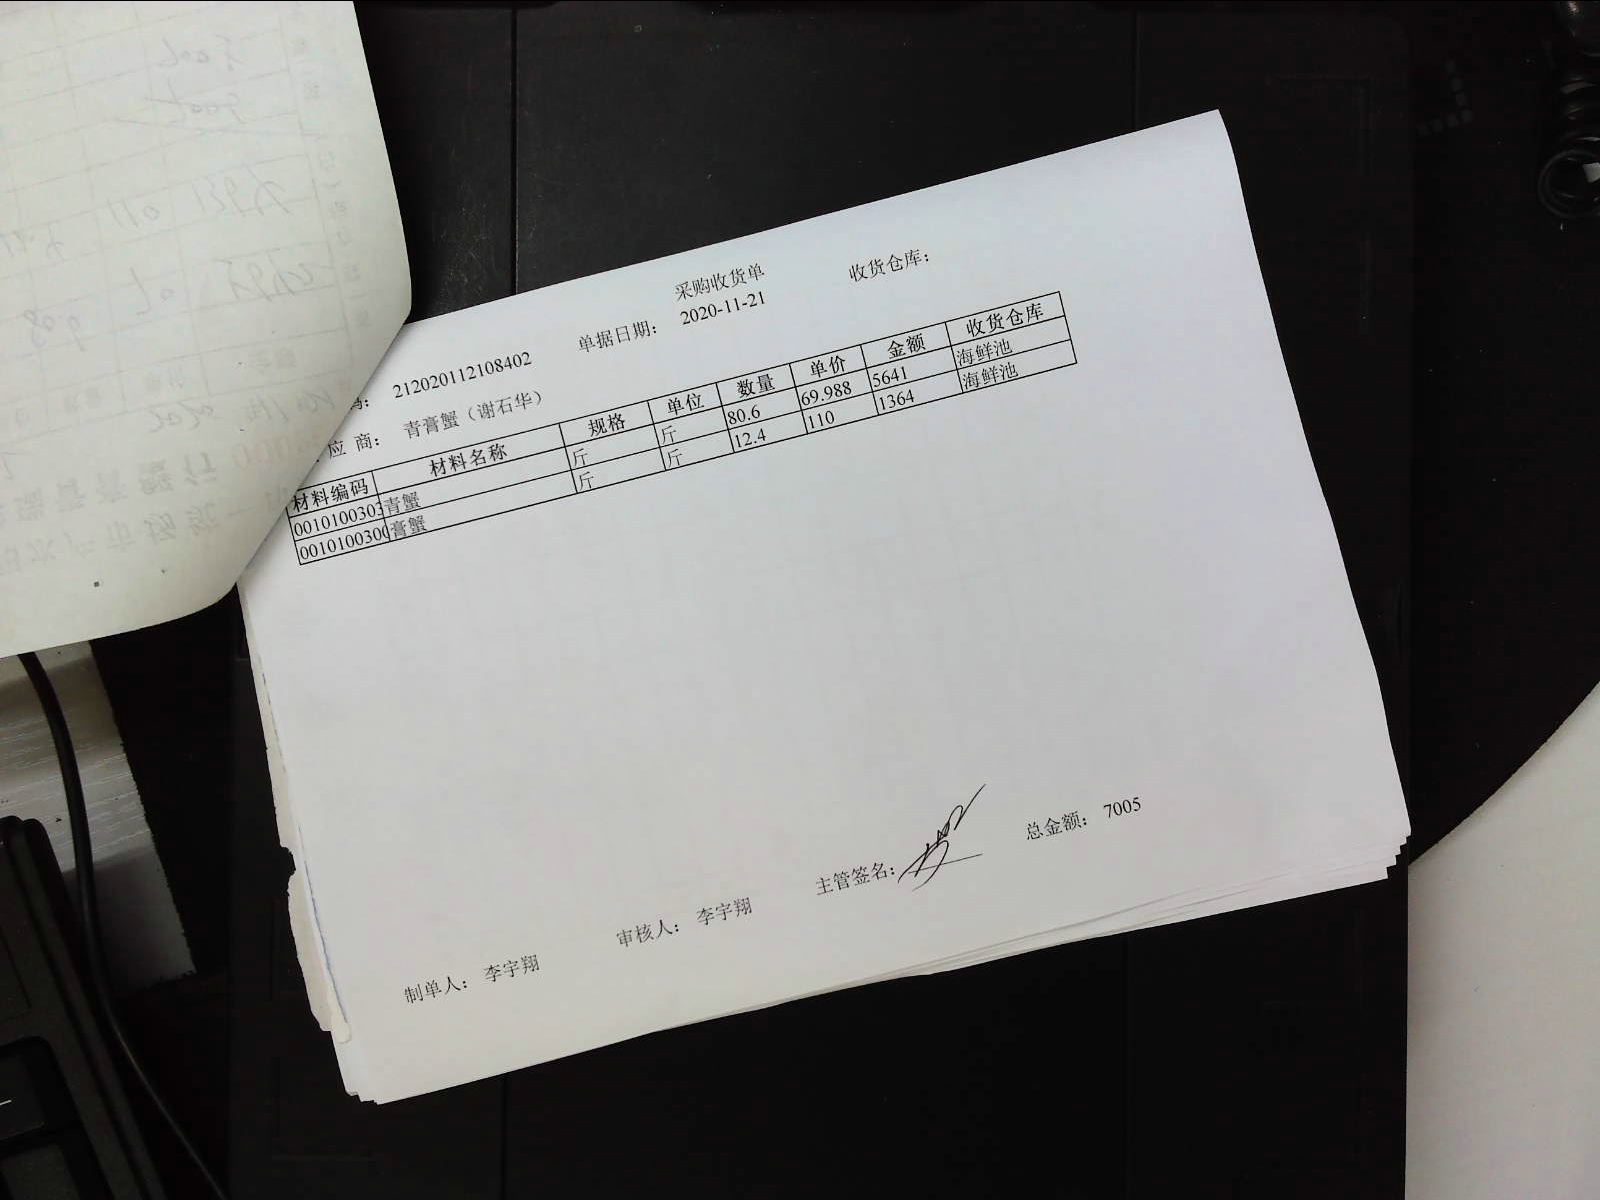 采购收货单
单据日期： 2020-11-21 收货仓库：
212020112108402
应 商： 青膏蟹（谢石华）
材料编码 材料名称 规格 单位 数量 单价 金额 收货仓库
0010100303 青蟹 斤 斤 80.6 69.988 5641 海鲜池
001010030 膏蟹 斤 斤 12.4 110 1364 海鲜池
制单人： 李宇翔 审核人： 李宇翔 主管签名： 总金额： 7005